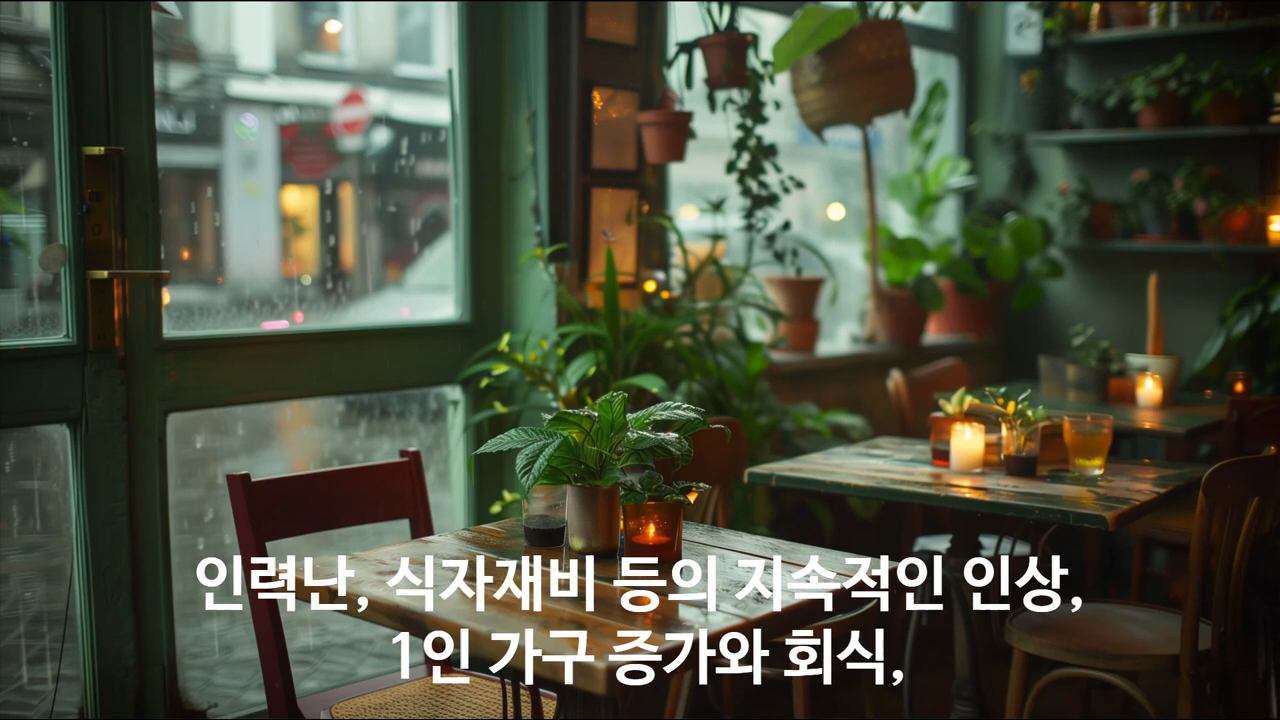 인력난, 식자재비 등의 지속적인 인상,
1인 가구 증가와 회식,